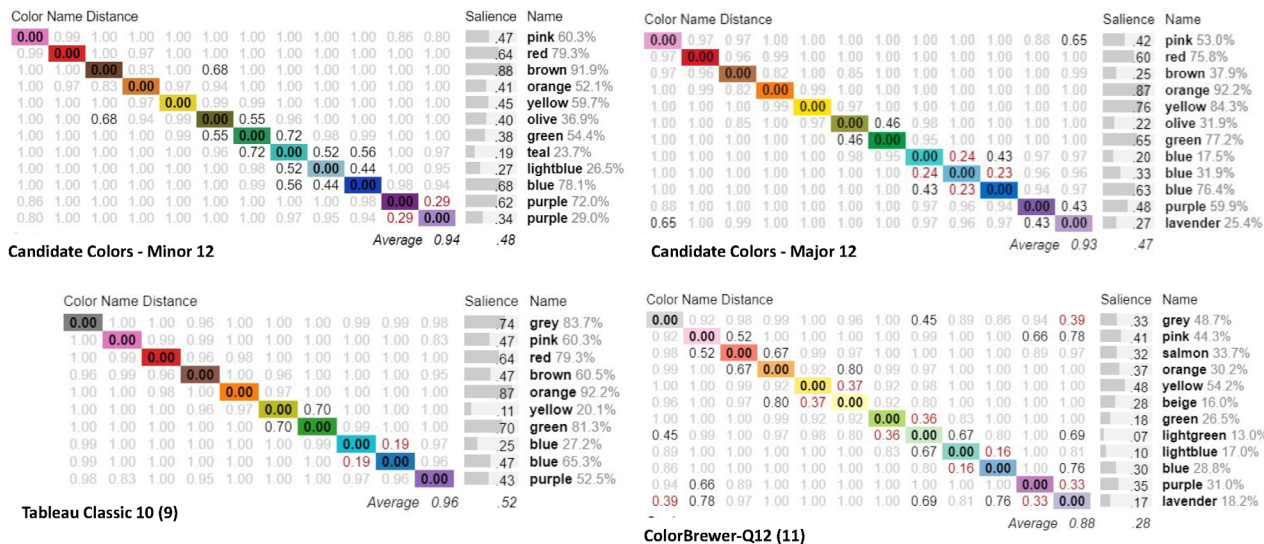 Color Name Distance Salience Name
0.00 0.99 1.00 1.00 1.00 1.00 1.00 1.00 1.00 1.00 0.86 0.80 .47 pink 60.3%
0.99 0.00 1.00 0.97 1.00 1.00 1.00 1.00 1.00 1.00 1.00 1.00 .64 red 79.3%
1.00 1.00 0.00 0.83 1.00 0.68 1.00 1.00 1.00 1.00 1.00 1.00 .88 brown 91.9%
1.00 0.97 0.83 0.00 0.97 0.94 1.00 1.00 1.00 1.00 1.00 1.00 .41 orange 52.1%
1.00 1.00 1.00 0.97 0.00 0.99 0.99 1.00 1.00 1.00 1.00 1.00 .45 yellow 59.7%
1.00 1.00 0.68 0.94 0.99 0.00 0.55 0.96 1.00 1.00 1.00 1.00 .40 olive 36.9%
1.00 1.00 1.00 1.00 0.99 0.55 0.00 0.72 0.98 0.99 1.00 1.00 .38 green 54.4%
1.00 1.00 1.00 1.00 1.00 0.96 0.72 0.00 0.52 0.56 1.00 0.97 .19 teal 23.7%
1.00 1.00 1.00 1.00 1.00 1.00 0.98 0.52 0.00 0.44 1.00 .27 lightblue 26.5%
1.00 1.00 1.00 1.00 1.00 1.00 0.99 0.56 0.44 0.00 0.98 0.94 .68 blue 78.1%
0.86 1.00 1.00 1.00 1.00 1.00 1.00 1.00 1.00 0.98 0.00 0.29 .62 purple 72.0%
0.80 1.00 1.00 1.00 1.00 1.00 1.00 0.97 0.94 0.29 0.00 .34 purple 29.0%
Average 0.94 .48
Candidate Colors - Minor 12
Color Name Distance Salience Name
0.00 0.97 0.97 1.00 1.00 1.00 1.00 1.00 1.00 1.00 0.88 0.65 .42 pink 53.0%
0.97 0.00 0.96 0.99 1.00 1.00 1.00 1.00 1.00 1.00 1.00 1.00 .60 red 75.8%
0.97 0.96 0.00 0.82 1.00 0.85 1.00 1.00 1.00 1.00 1.00 0.99 .25 brown 37.9%
1.00 0.99 0.82 0.00 0.99 1.00 1.00 1.00 1.00 1.00 1.00 1.00 .87 orange 92.2%
1.00 1.00 1.00 0.99 0.00 0.97 1.00 1.00 1.00 1.00 1.00 .76 yellow 84.3%
1.00 1.00 0.85 1.00 0.97 0.00 0.46 0.98 1.00 1.00 1.00 1.00 .22 olive 31.9%
1.00 1.00 1.00 1.00 0.46 0.00 0.95 1.00 1.00 1.00 .65 green 77.2%
1.00 1.00 1.00 1.00 1.00 0.98 0.95 0.00 0.24 0.43 0.97 0.97 .20 blue 17.5%
1.00 1.00 1.00 1.00 1.00 1.00 0.24 0.00 0.23 0.96 0.96 .33 blue 31.9%
1.00 1.00 1.00 1.00 1.00 1.00 0.43 0.23 0.00 0.94 0.97 .63 blue 76.4%
0.88 1.00 1.00 1.00 1.00 1.00 1.00 0.97 0.96 0.94 0.00 0.43 .48 purple 59.9%
0.65 1.00 0.99 1.00 1.00 1.00 1.00 0.97 0.96 0.97 0.43 0.00 .27 lavender 25.4%
Average 0.93 .47
Candidate Colors - Major 12
Color Name Distance Salience Name
0.00 1.00 1.00 0.96 1.00 1.00 1.00 0.99 0.99 0.98 .74 grey 83.7%
1.00 0.00 0.99 0.99 1.00 1.00 1.00 1.00 1.00 0.83 .47 pink 60.3%
1.00 0.99 0.00 0.96 0.98 1.00 1.00 1.00 1.00 1.00 .64 red 79.3%
0.96 0.99 0.96 0.00 1.00 0.96 1.00 1.00 1.00 0.95 .47 brown 60.5%
1.00 1.00 0.98 1.00 0.00 0.97 1.00 1.00 1.00 1.00 .87 orange 92.2%
1.00 1.00 1.00 0.96 0.97 0.00 0.70 1.00 1.00 1.00 .11 yellow 20.1%
1.00 1.00 1.00 1.00 1.00 0.70 0.00 0.99 1.00 1.00 .70 green 81.3%
0.99 1.00 1.00 1.00 1.00 1.00 0.99 0.00 0.19 0.97 .25 blue 27.2%
0.99 1.00 1.00 1.00 1.00 1.00 1.00 0.19 0.00 0.96 .47 blue 65.3%
0.98 0.83 1.00 0.95 1.00 1.00 1.00 0.97 0.96 0.00 .43 purple 52.5%
Average 0.96 .52
Tableau Classic 10 (9)
Color Name Distance Salience Name
0.00 0.92 0.98 0.99 1.00 0.96 1.00 0.45 0.89 0.86 0.94 0.39 .33 grey 48.7%
0.92 0.00 0.52 1.00 1.00 1.00 1.00 0.99 1.00 1.00 0.66 0.78 .41 pink 44.3%
0.98 0.52 0.00 0.67 0.99 0.97 1.00 1.00 1.00 1.00 0.89 0.97 .32 salmon 33.7%
0.99 1.00 0.67 0.00 0.92 0.80 0.97 1.00 1.00 1.00 1.00 .37 orange 30.2%
1.00 1.00 0.99 0.92 0.00 0.37 0.92 0.98 1.00 1.00 1.00 1.00 .48 yellow 54.2%
0.96 1.00 0.97 0.80 0.37 0.00 0.92 0.80 1.00 1.00 .28 beige 16.0%
1.00 1.00 1.00 0.99 0.92 0.92 0.00 0.36 1.00 1.00 .18 green 26.5%
0.45 0.99 1.00 0.97 0.98 0.80 0.36 0.00 0.67 1.00 0.69 .07 lightgreen 13.0%
0.89 1.00 1.00 1.00 1.00 0.83 0.67 0.00 0.16 1.00 0.81 .10 lightblue 17.0%
0.86 1.00 1.00 1.00 1.00 0.16 0.00 1.00 0.76 .30 blue 28.8%
0.94 0.66 0.89 1.00 1.00 1.00 1.00 1.00 1.00 1.00 0.00 0.33 .35 purple 31.0%
0.39 0.78 0.97 1.00 1.00 1.00 0.69 0.81 0.76 0.33 0.00 .17 lavender 18.2%
Average 0.88 .28
ColorBrewer-Q12 (11)